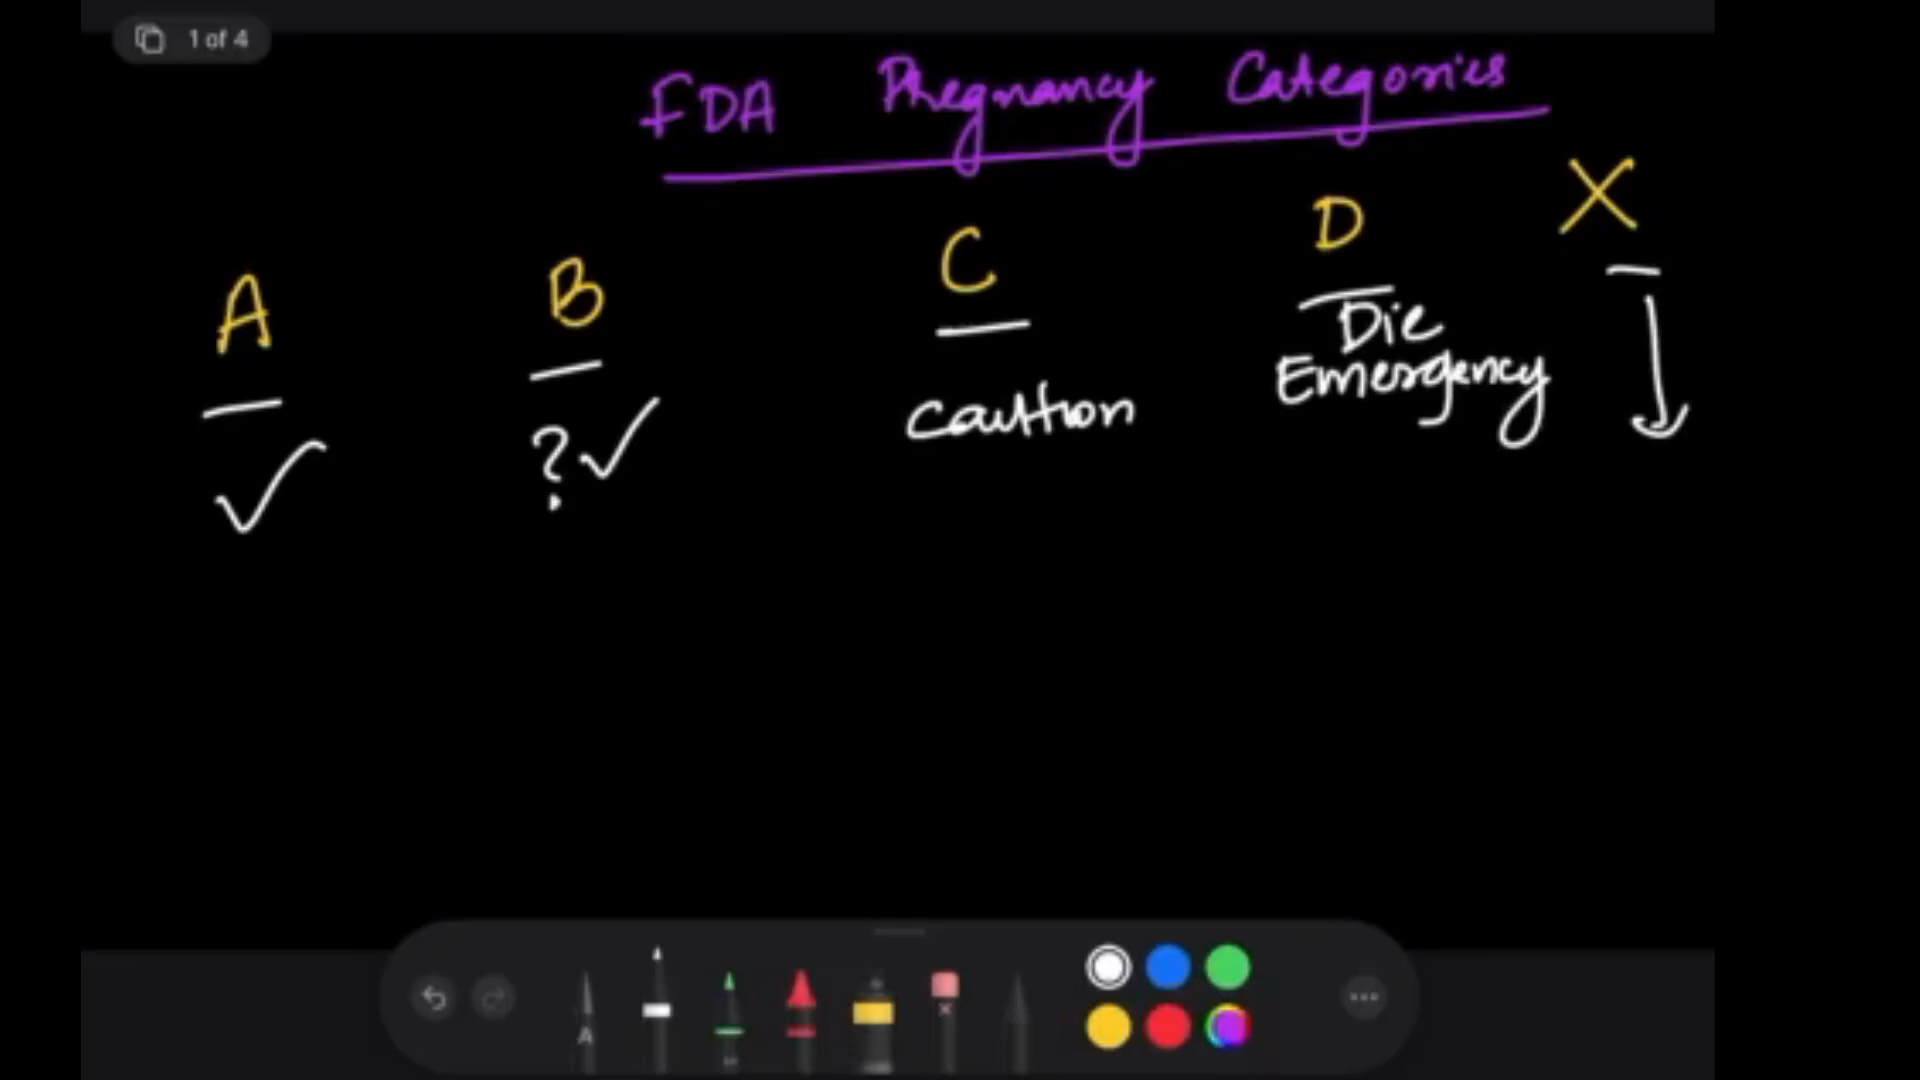 1 of 4
FDA Pregnancy Categories
A B C D X
✓ ?✓ caution Die
Emergency
A